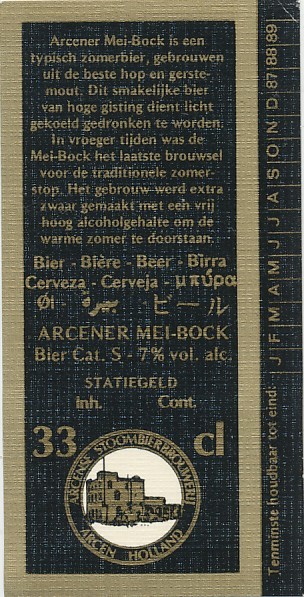 Arcener Mei-Bock is een
typisch zomerbier, gebrouwen
uit de beste hop en gerste-
mout. Dit smakelijke bier
van hoge gisting dient licht
gekoeld gedronken te worden.
In vroeger tijden was de
Mei-Bock het laatste brouwsel
voor de traditionele zomer-
stop. Het gebrouw werd extra
zwaar gemaakt met een vrij
hoog alcoholgehalte om de
warme zomer te doorstaan.
Bier - Bière - Beer - Birra
Cerveza - Cerveja - μπύρα
Øl - بيرة ビール
ARCENER MEI-BOCK
Bier Cat. S - 7% vol. alc.
STATIEGELD
Inh. Cont.
33 cl
ARCENER STOOMBIERBROUWERIJ
ARCEN HOLLAND
Tenminste houdbaar tot eind: J F M A M J J A S O N D 87 88 89